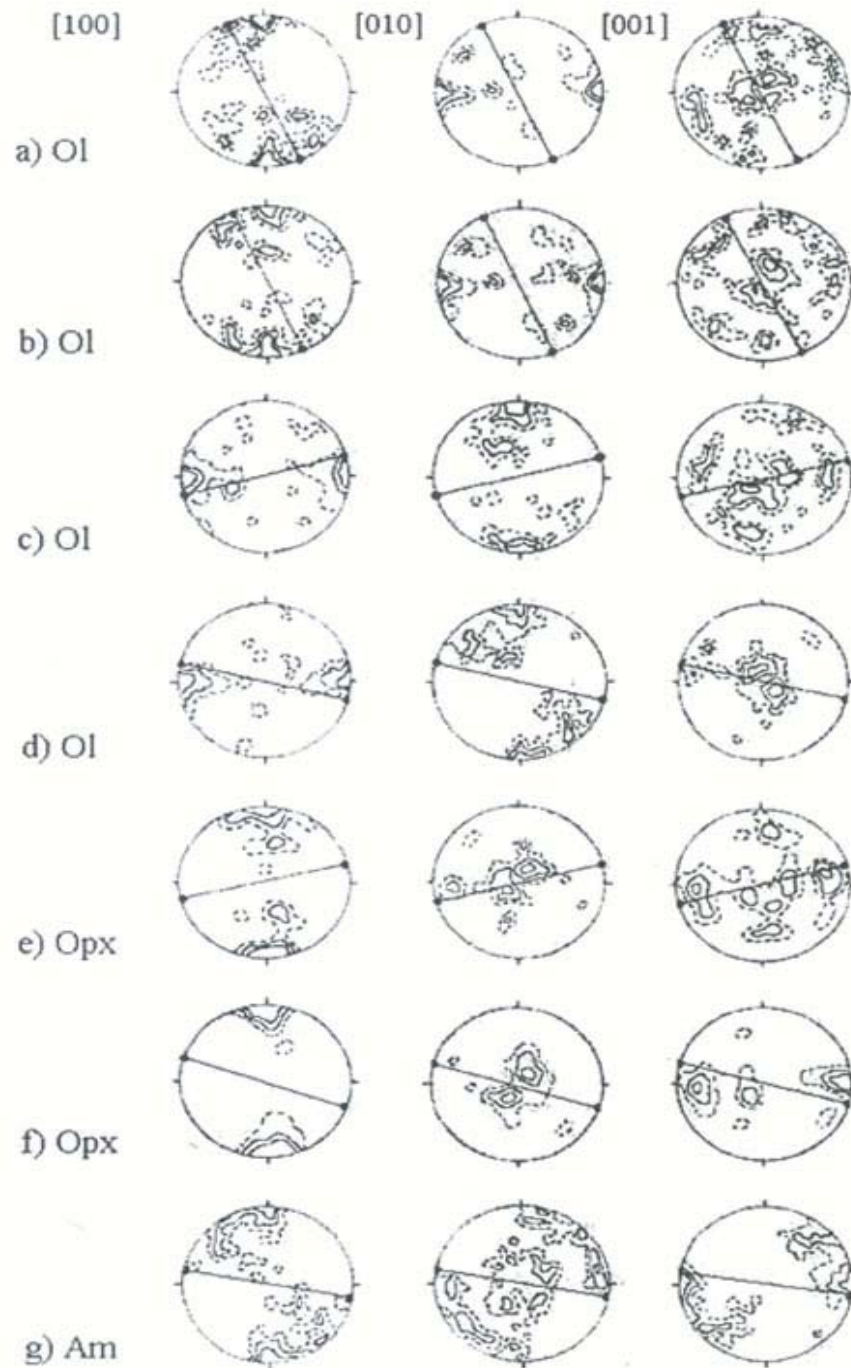 [100] [010] [001]
a) Ol
b) Ol
c) Ol
d) Ol
e) Opx
f) Opx
g) Am